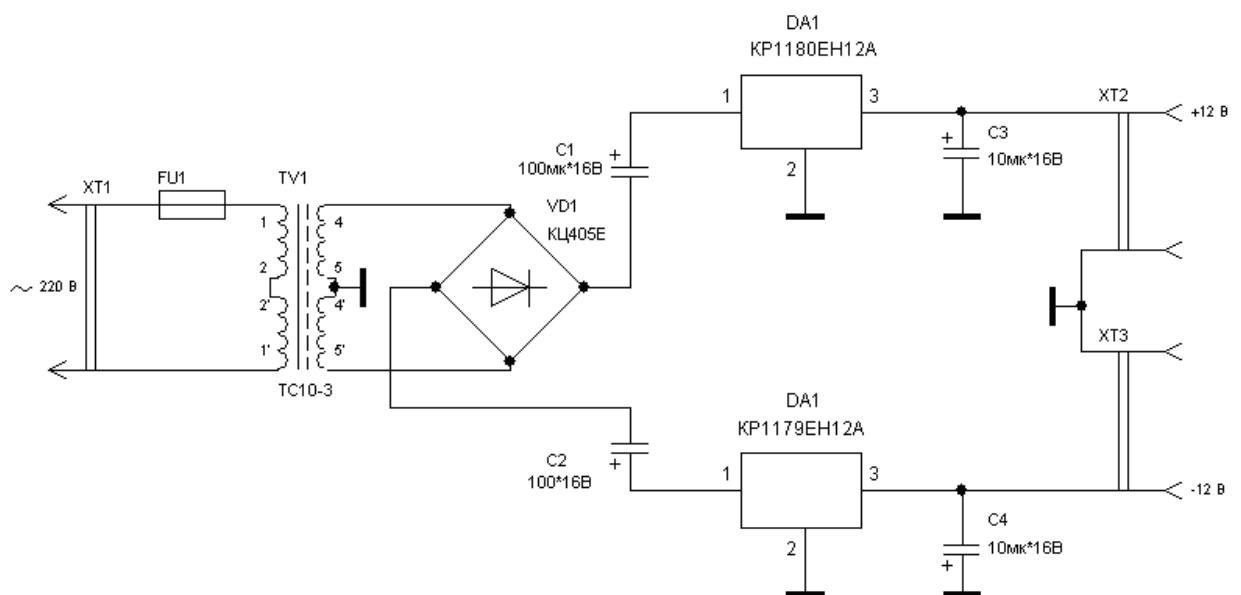 DA1
КР1180ЕН12А
1
3
XT2
+12 В
C1
+
100мк*16В
+
C3
10мк*16В
2
XT1
FU1
TV1
1
4
VD1
КЦ405Е
2
5
~ 220 В
2'
4'
1'
5'
XT3
ТС10-3
DA1
КР1179ЕН12А
C2
+
100*16В
1
3
-12 В
2
C4
10мк*16В
+